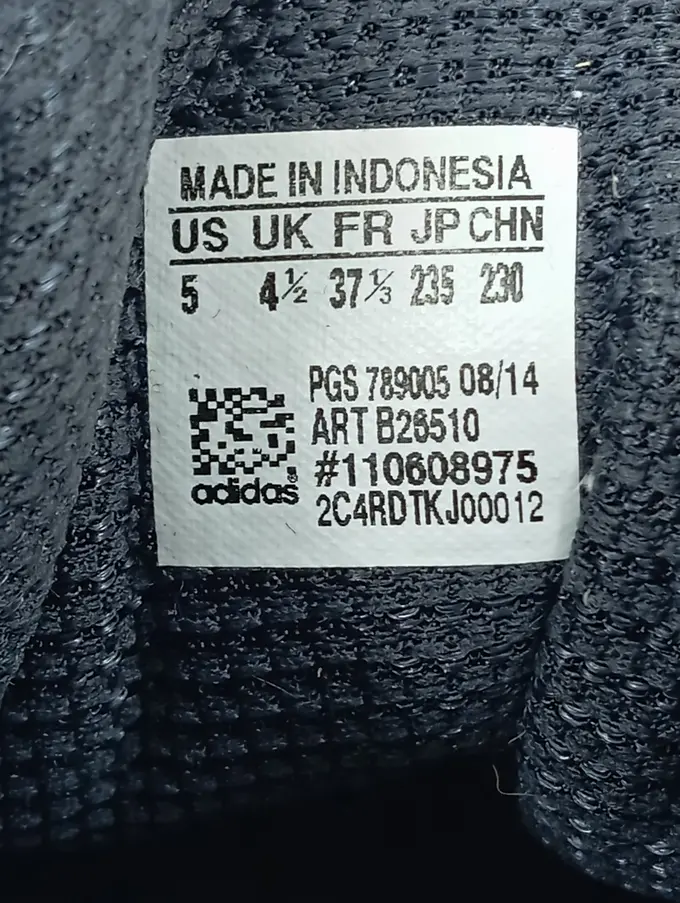 MADE IN INDONESIA
US UK FR JP CHN
5 4½ 37⅓ 235 230
PGS 789005 08/14
ART B26510
#110608975
2C4RDTKJ00012
adidas®